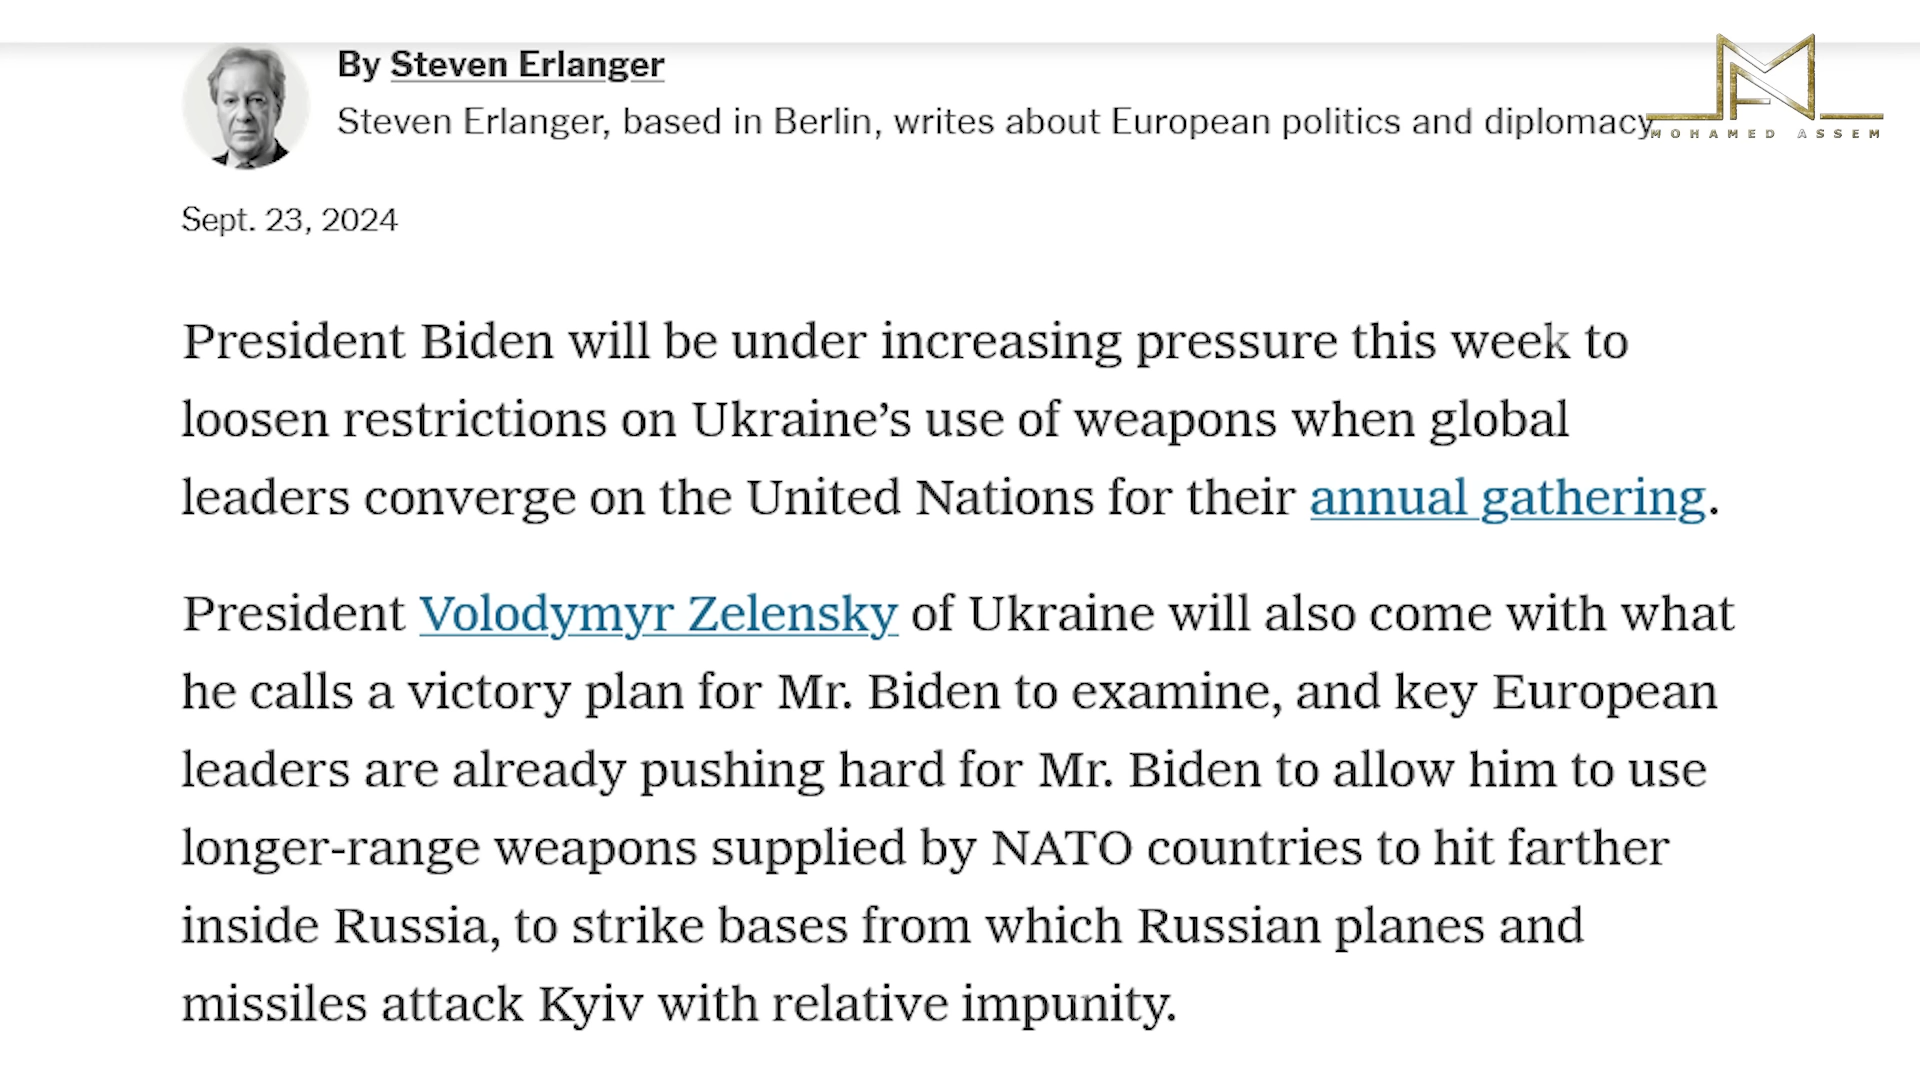 By Steven Erlanger
Steven Erlanger, based in Berlin, writes about European politics and diplomacy
MOHAMED ASSEM
Sept. 23, 2024
President Biden will be under increasing pressure this week to
loosen restrictions on Ukraine’s use of weapons when global
leaders converge on the United Nations for their annual gathering.
President Volodymyr Zelensky of Ukraine will also come with what
he calls a victory plan for Mr. Biden to examine, and key European
leaders are already pushing hard for Mr. Biden to allow him to use
longer-range weapons supplied by NATO countries to hit farther
inside Russia, to strike bases from which Russian planes and
missiles attack Kyiv with relative impunity.